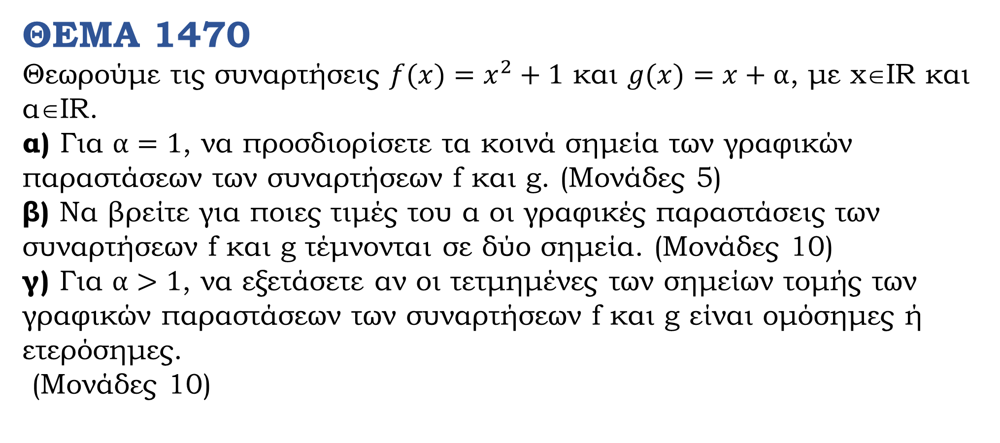 ΘΕΜΑ 1470
Θεωρούμε τις συναρτήσεις f(x) = x² + 1 και g(x) = x + α, με x∈IR και
α∈IR.
α) Για α = 1, να προσδιορίσετε τα κοινά σημεία των γραφικών
παραστάσεων των συναρτήσεων f και g. (Μονάδες 5)
β) Να βρείτε για ποιες τιμές του α οι γραφικές παραστάσεις των
συναρτήσεων f και g τέμνονται σε δύο σημεία. (Μονάδες 10)
γ) Για α > 1, να εξετάσετε αν οι τετμημένες των σημείων τομής των
γραφικών παραστάσεων των συναρτήσεων f και g είναι ομόσημες ή
ετερόσημες.
(Μονάδες 10)